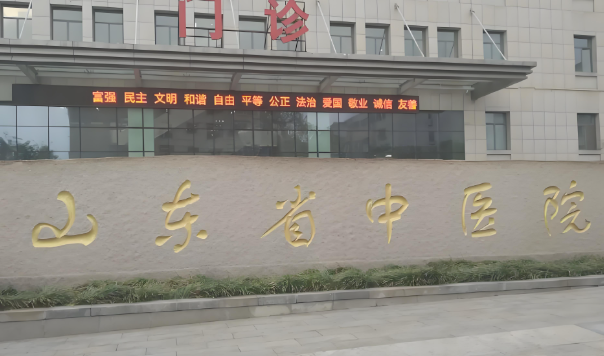 门诊
富强 民主 文明 和谐 自由 平等 公正 法治 爱国 敬业 诚信 友善
山东省中医院